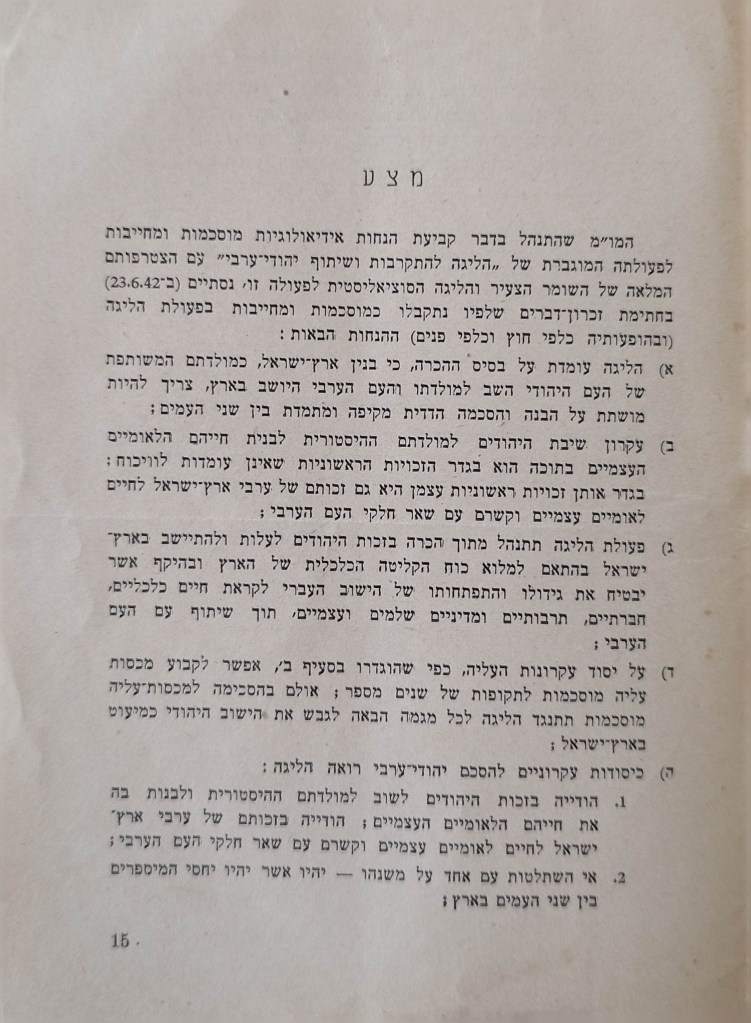 מצע
המו״מ שהתנהל בדבר קביעת הנחות אידיאולוגיות מוסכמות ומחייבות
לפעולתה המוגברת של „הליגה להתקרבות ושיתוף יהודי־ערבי” עם הצטרפותם
המלאה של השומר הצעיר והליגה הסוציאליסטית לפעולה זו, נסתיים (ב־23.6.42)
בחתימת זכרון־דברים שלפיו נתקבלו כמוסכמות ומחייבות בפעולת הליגה
(ובהופעותיה כלפי חוץ וכלפי פנים) ההנחות הבאות:
א) הליגה עומדת על בסיס ההכרה, כי בנין ארץ־ישראל, כמולדתם המשותפת
של העם היהודי השב למולדתו והעם הערבי היושב בארץ, צריך להיות
מושתת על הבנה והסכמה הדדית מקיפה ומתמדת בין שני העמים;
ב) עקרון שיבת היהודים למולדתם ההיסטורית לבנית חייהם הלאומיים
העצמיים בתוכה הוא בגדר הזכויות הראשוניות שאינן עומדות לוויכוח;
בגדר אותן זכויות ראשוניות עצמן היא גם זכותם של ערבי ארץ־ישראל לחיים
לאומיים עצמיים וקשרם עם שאר חלקי העם הערבי;
ג) פעולת הליגה תתנהל מתוך הכרה בזכות היהודים לעלות ולהתיישב בארץ־
ישראל בהתאם למלוא כוח הקליטה הכלכלית של הארץ ובהיקף אשר
יבטיח את גידולו והתפתחותו של הישוב העברי לקראת חיים כלכליים,
חברתיים, תרבותיים ומדיניים שלמים ועצמיים, תוך שיתוף עם העם
הערבי;
ד) על יסוד עקרונות העליה, כפי שהוגדרו בסעיף ב׳, אפשר לקבוע מכסות
עליה מוסכמות לתקופות של שנים מספר; אולם בהסכימה למכסות־עליה
מוסכמות תתנגד הליגה לכל מגמה הבאה לגבש את הישוב היהודי כמיעוט
בארץ־ישראל;
ה) כיסודות עקרוניים להסכם יהודי־ערבי רואה הליגה:
1. הודייה בזכות היהודים לשוב למולדתם ההיסטורית ולבנות בה
את חייהם הלאומיים העצמיים; הודייה בזכותם של ערבי ארץ־
ישראל לחיים לאומיים עצמיים וקשרם עם שאר חלקי העם הערבי;
2. אי השתלטות עם אחד על משנהו — יהיו אשר יהיו יחסי המיספרים
בין שני העמים בארץ;
15